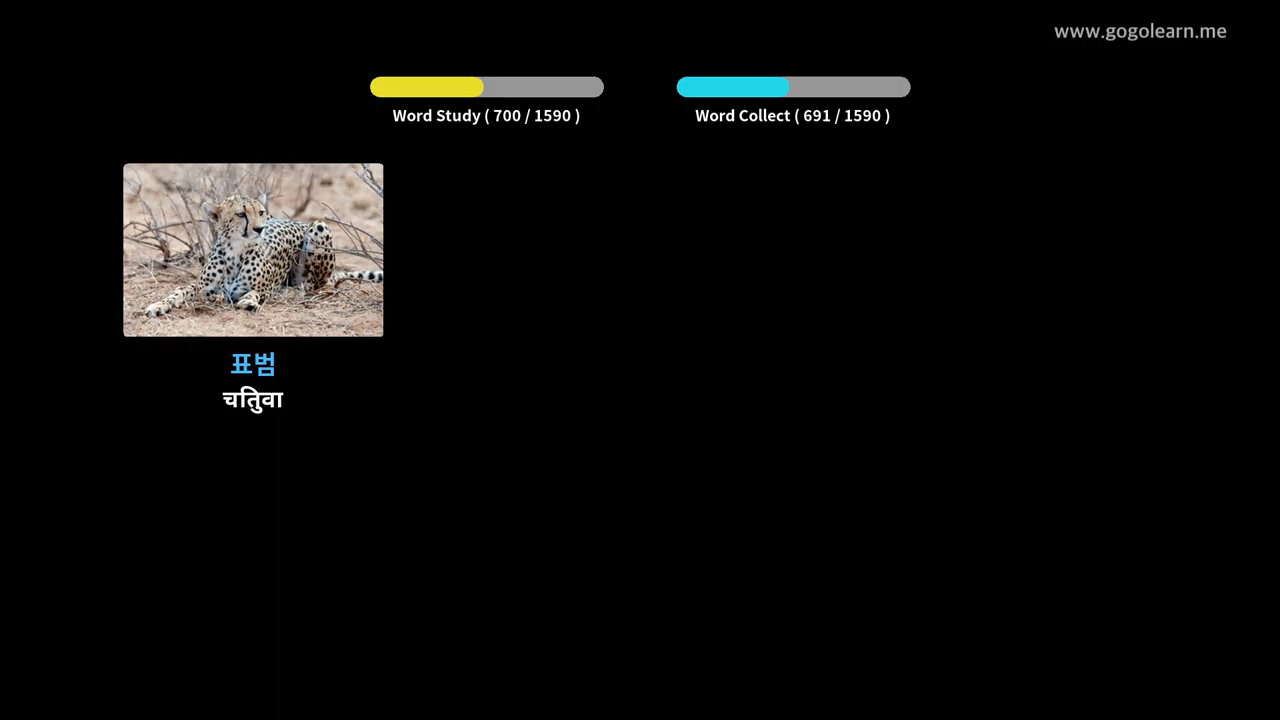 www.gogolearn.me
Word Study ( 700 / 1590 )
Word Collect ( 691 / 1590 )
표범
चितुवा